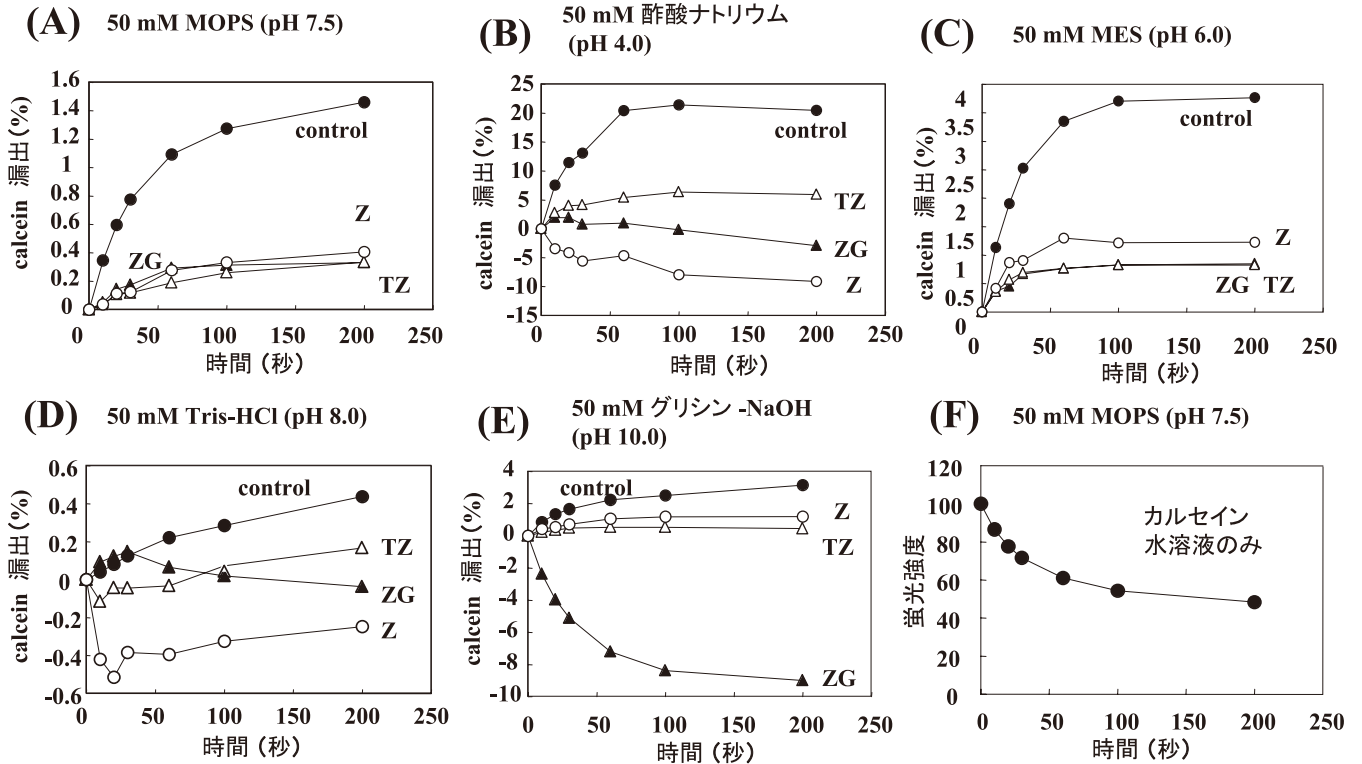 (A) 50 mM MOPS (pH 7.5)
calcein 漏出(%)
1.6
1.4
1.2
1
0.8
0.6
0.4
0.2
0
control
Z
ZG
TZ
0 50 100 150 200 250
時間 (秒)
(B) 50 mM 酢酸ナトリウム
(pH 4.0)
calcein 漏出(%)
25
20
15
10
5
0
-5
-10
-15
control
TZ
ZG
Z
0 50 100 150 200 250
時間 (秒)
(C) 50 mM MES (pH 6.0)
calcein 漏出(%)
4
3.5
3
2.5
2
1.5
1
0.5
0
control
Z
ZG TZ
0 50 100 150 200 250
時間 (秒)
(D) 50 mM Tris-HCl (pH 8.0)
calcein 漏出(%)
0.6
0.4
0.2
0
-0.2
-0.4
-0.6
control
TZ
ZG
Z
0 50 100 150 200 250
時間 (秒)
(E) 50 mM グリシン -NaOH
(pH 10.0)
calcein 漏出(%)
4
2
0
-2
-4
-6
-8
-10
control
Z
TZ
ZG
0 50 100 150 200 250
時間 (秒)
(F) 50 mM MOPS (pH 7.5)
蛍光強度
120
100
80
60
40
20
0
カルセイン
水溶液のみ
0 50 100 150 200 250
時間 (秒)